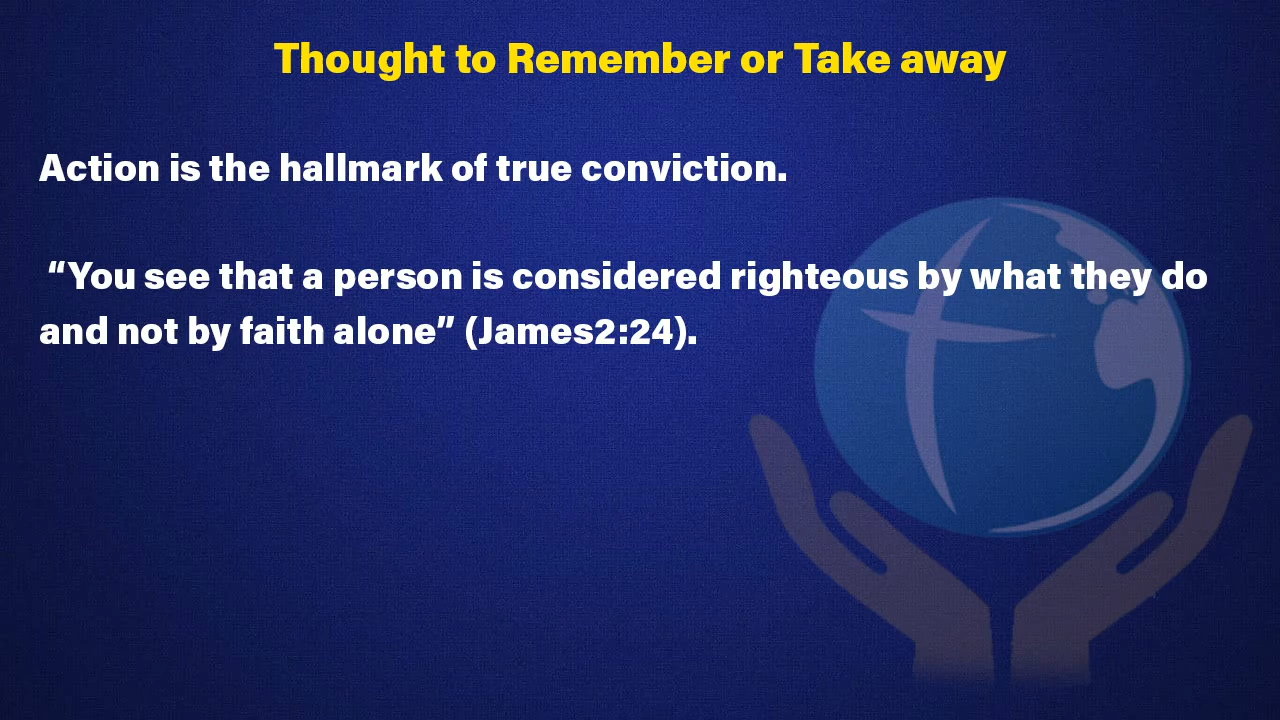 Thought to Remember or Take away
Action is the hallmark of true conviction.
“You see that a person is considered righteous by what they do
and not by faith alone” (James2:24).